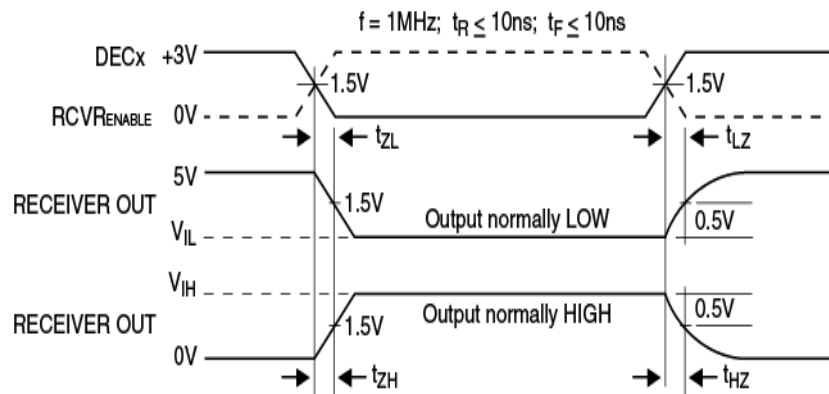 f = 1MHz; tR ≤ 10ns; tF ≤ 10ns
DECx +3V
1.5V
1.5V
RCVRENABLE 0V
tZL
tLZ
5V
RECEIVER OUT
1.5V
Output normally LOW
0.5V
VIL
VIH
RECEIVER OUT
1.5V
Output normally HIGH
0.5V
0V
tZH
tHZ